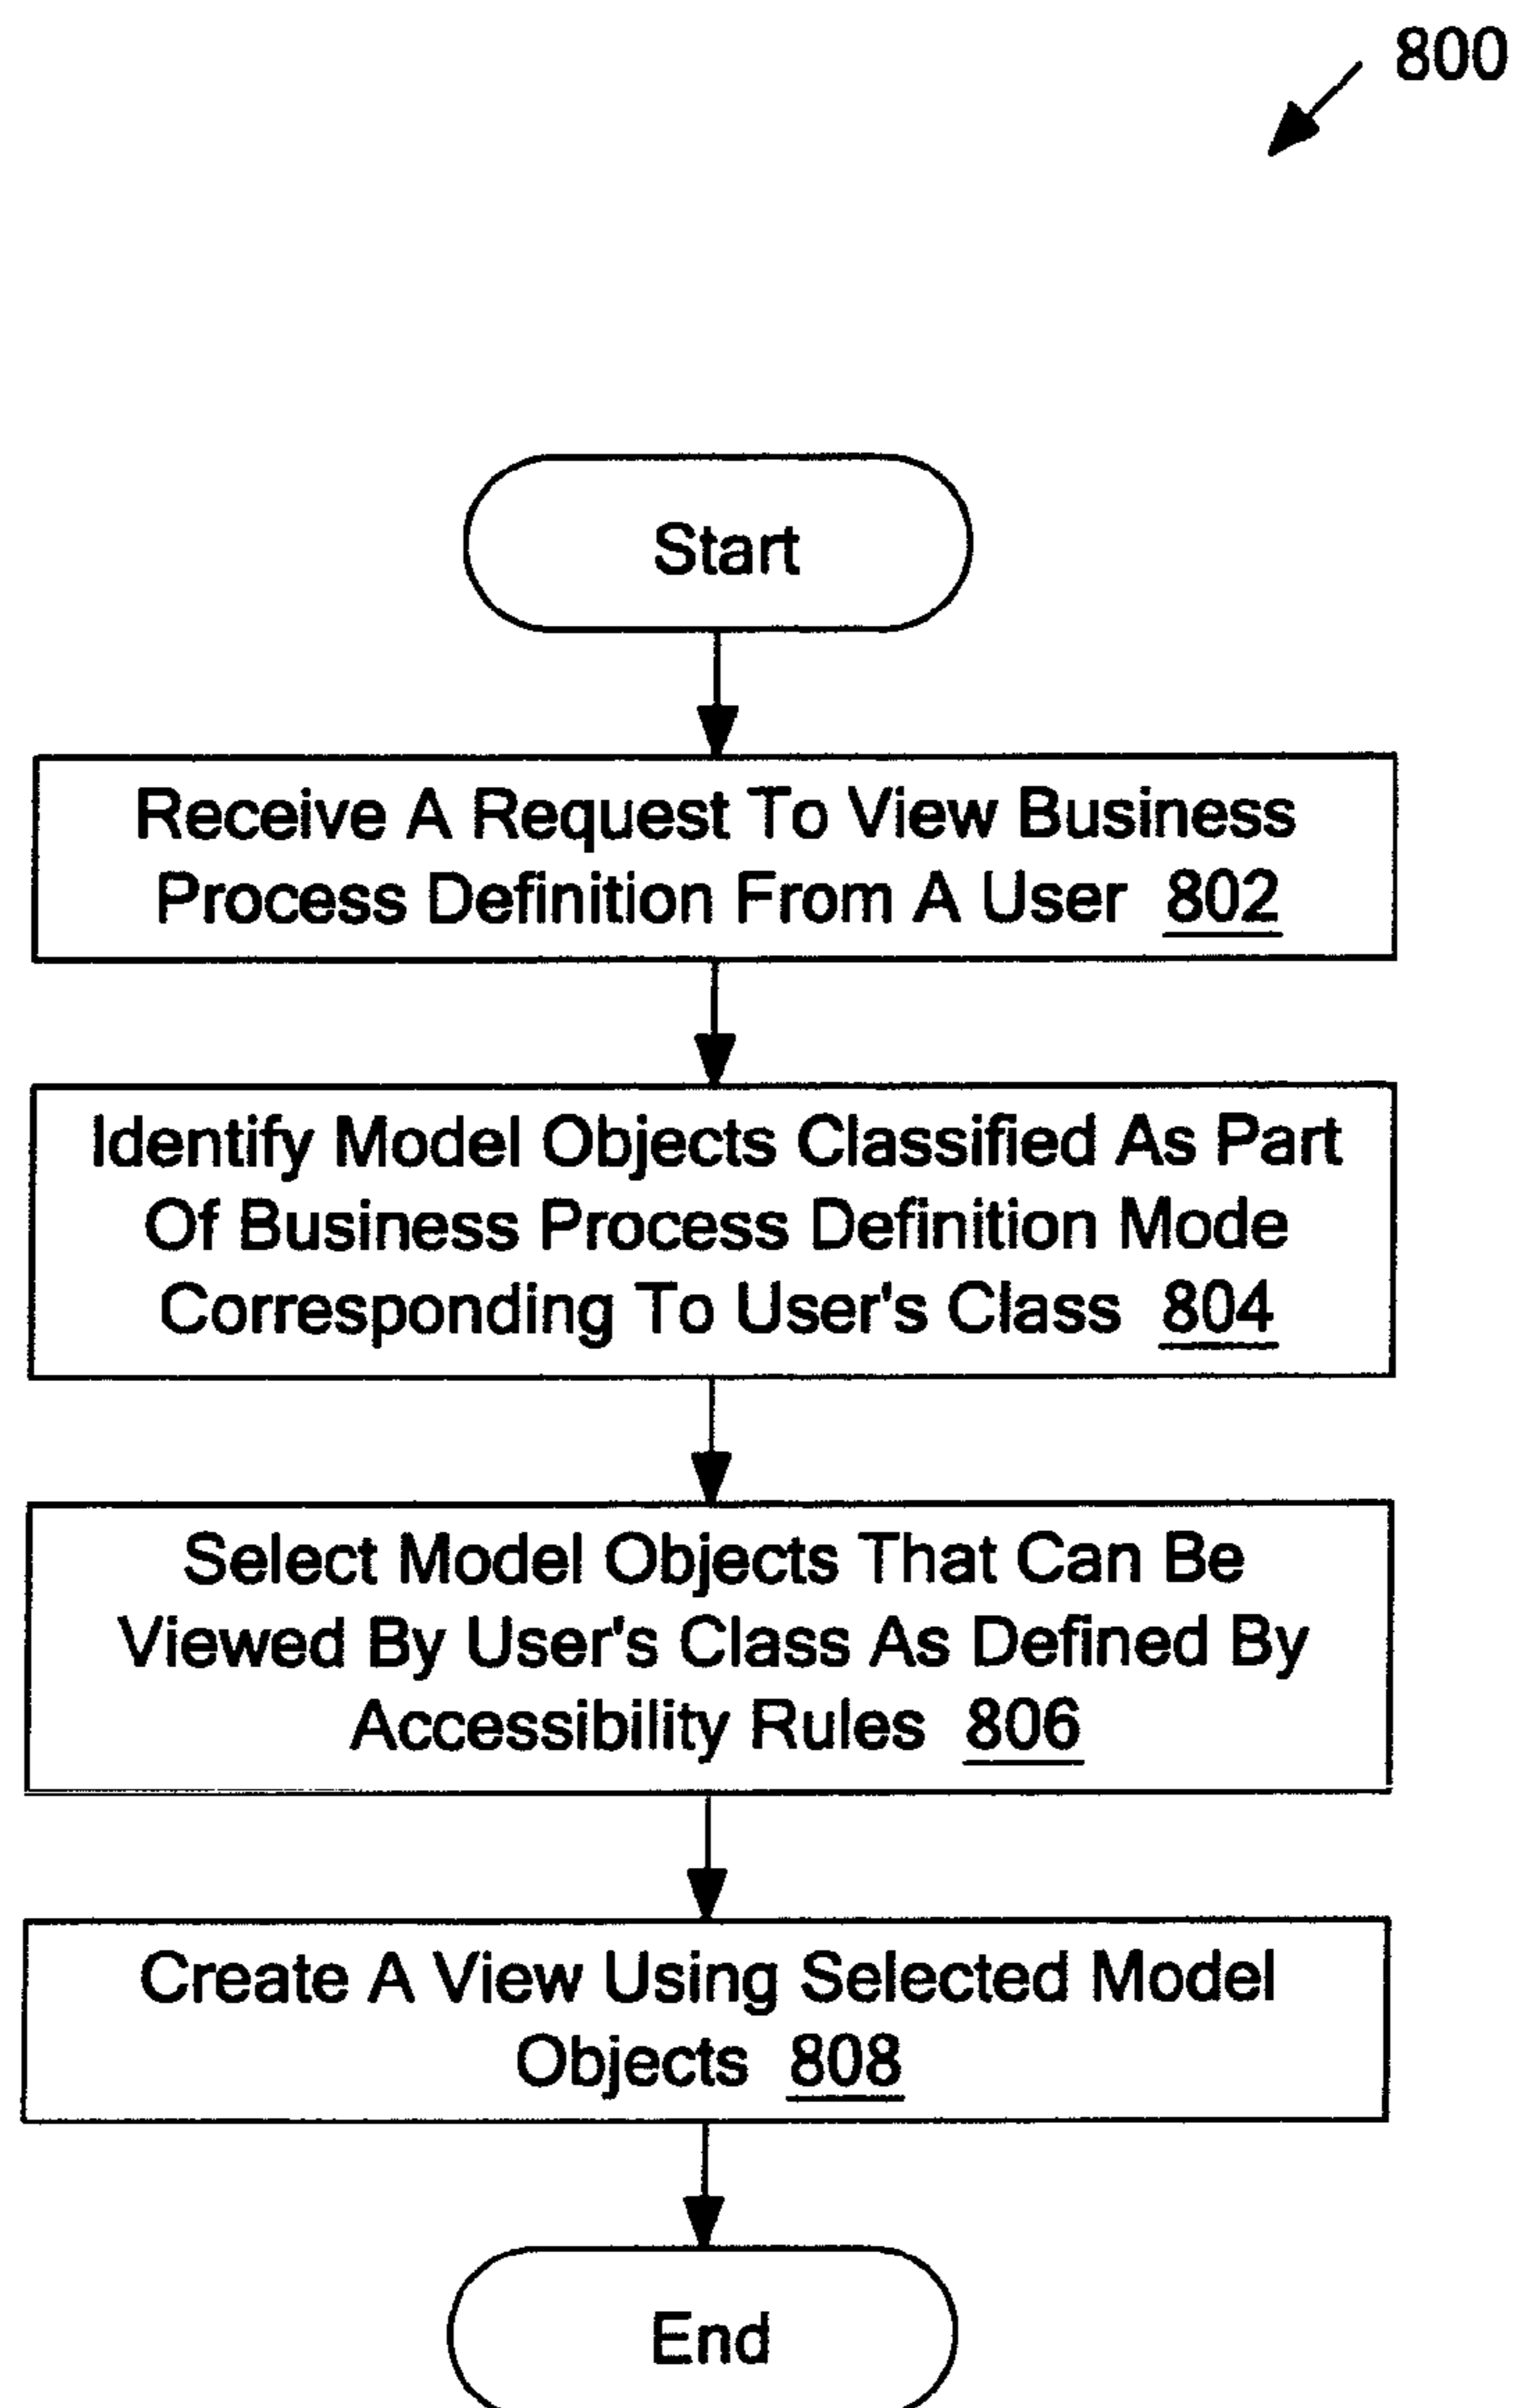 800
Start
Receive A Request To View Business
Process Definition From A User 802
Identify Model Objects Classified As Part
Of Business Process Definition Mode
Corresponding To User's Class 804
Select Model Objects That Can Be
Viewed By User's Class As Defined By
Accessibility Rules 806
Create A View Using Selected Model
Objects 808
End